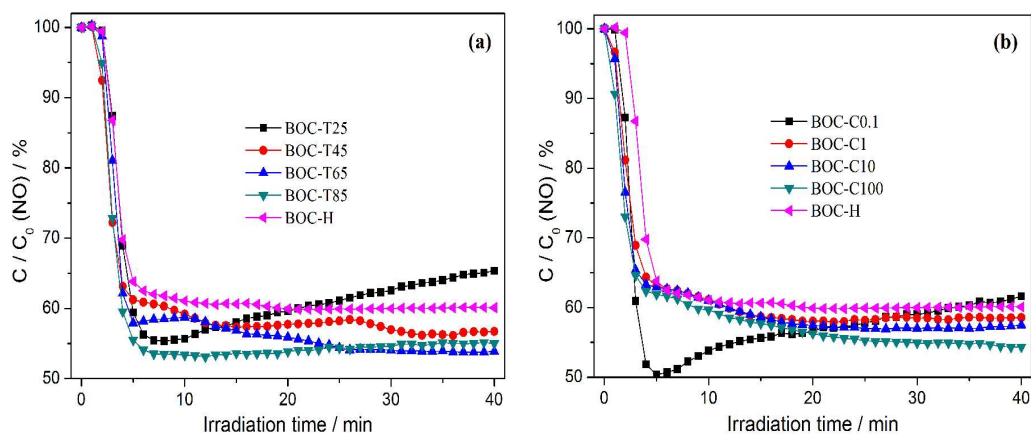 (a)
C / C₀ (NO) / %
100
90
80
70
60
50
BOC-T25
BOC-T45
BOC-T65
BOC-T85
BOC-H
0
10
20
30
40
Irradiation time / min
(b)
C / C₀ (NO) / %
100
90
80
70
60
50
BOC-C0.1
BOC-C1
BOC-C10
BOC-C100
BOC-H
0
10
20
30
40
Irradiation time / min